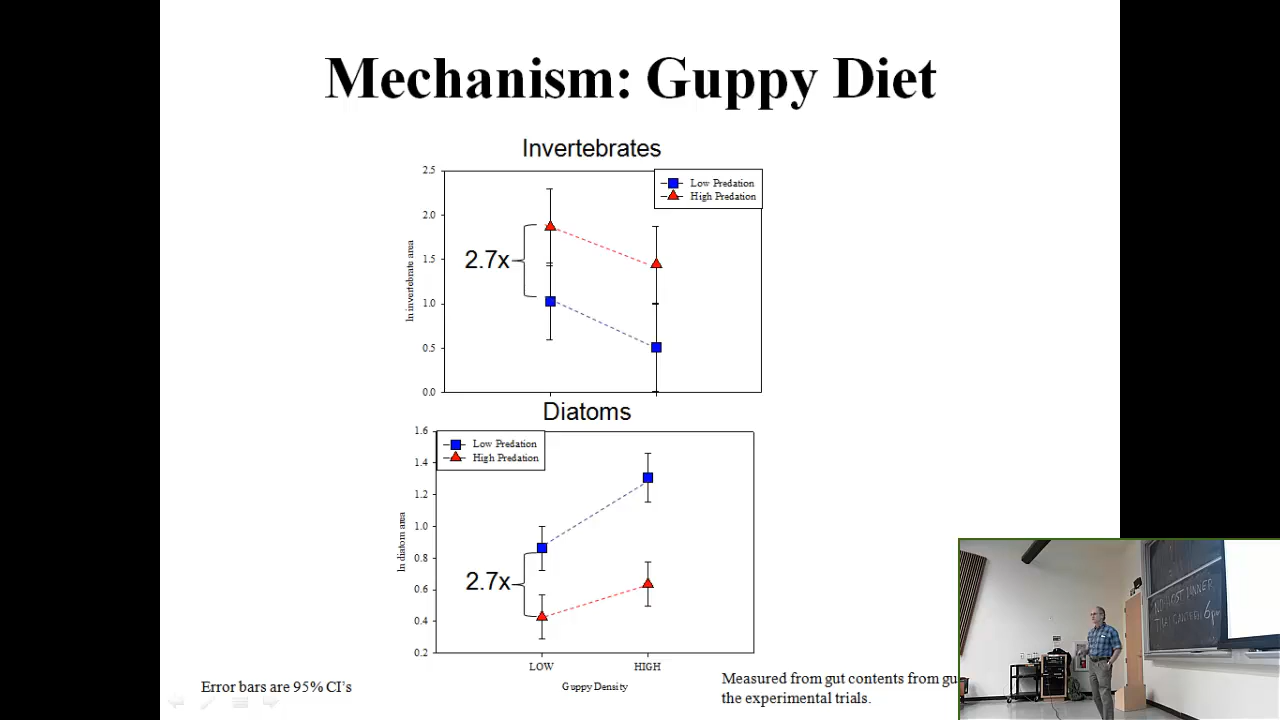 Mechanism: Guppy Diet
Invertebrates
2.5
2.0
1.5
1.0
0.5
0.0
ln invertebrate area
Low Predation
High Predation
2.7x
Diatoms
1.6
1.4
1.2
1.0
0.8
0.6
0.4
0.2
ln diatom area
Low Predation
High Predation
2.7x
LOW HIGH
Guppy Density
Error bars are 95% CI's
Measured from gut contents from gu
the experimental trials.
DINNER
6pm